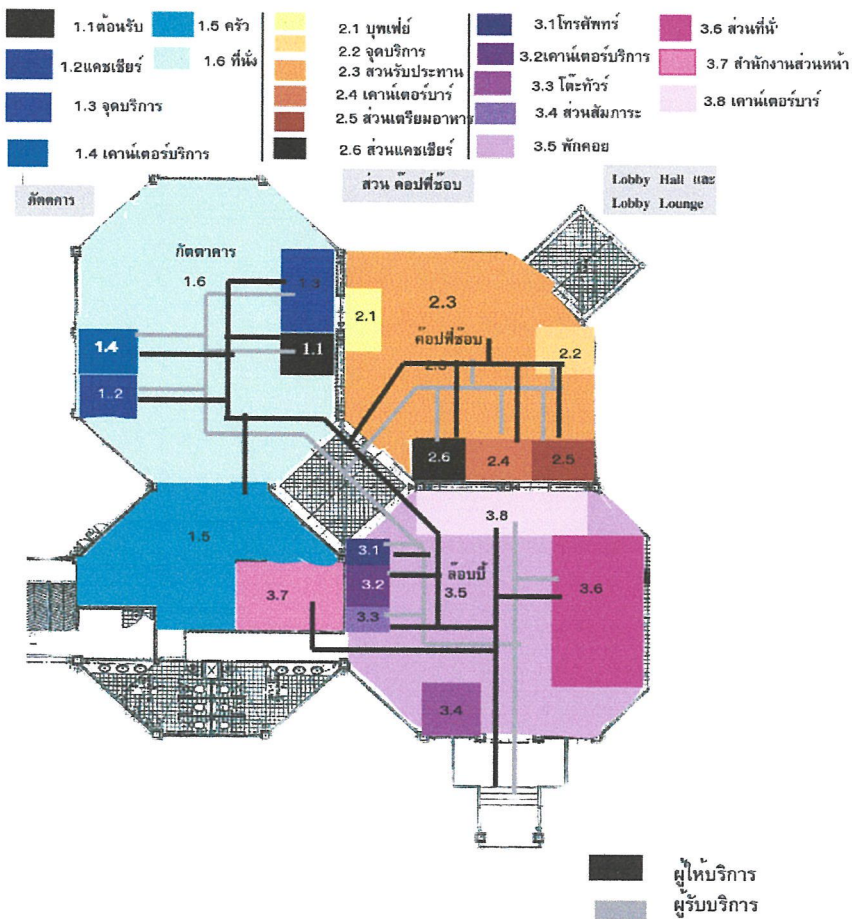 1.1ต้อนรับ
1.2แคชเชียร์
1.3 จุดบริการ
1.4 เคาน์เตอร์บริการ
1.5 ครัว
1.6 ที่นั่ง
2.1 บุทเฟ่ย์
2.2 จุดบริการ
2.3 สวนรับประทาน
2.4 เคาน์เตอร์บาร์
2.5 ส่วนเตรียมอาหาร
2.6 ส่วนแคชเชียร์
3.1โทรศัพทร์
3.2เคาน์เตอร์บริการ
3.3 โต๊ะทัวร์
3.4 ส่วนสัมภาระ
3.5 พักคอย
3.6 ส่วนที่นั่
3.7 สำนักงานส่วนหน้า
3.8 เคาน์เตอร์บาร์
ภัตตคาร
ส่วน ค๊อปฟี่ช๊อบ
Lobby Hall และ
Lobby Lounge
กัตตาคาร
1.6
1.3
1.1
1.4
1..2
2.1
2.3
ค๊อปฟี่ช๊อบ
2.3
2.2
2.6
2.4
2.5
1.5
3.7
3.8
3.1
3.2
3.3
ล๊อบบี้
3.5
3.6
3.4
ผู้ให้บริการ
ผู้รับบริการ